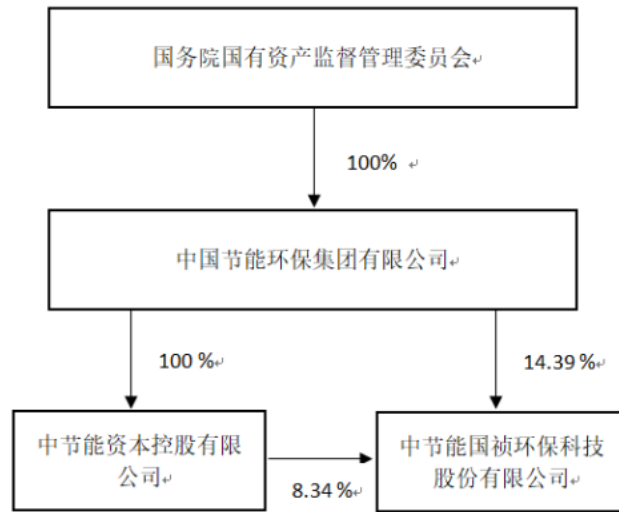 国务院国有资产监督管理委员会
100%
中国节能环保集团有限公司
100 %
14.39 %
中节能资本控股有限
公司
8.34 %
中节能国祯环保科技
股份有限公司